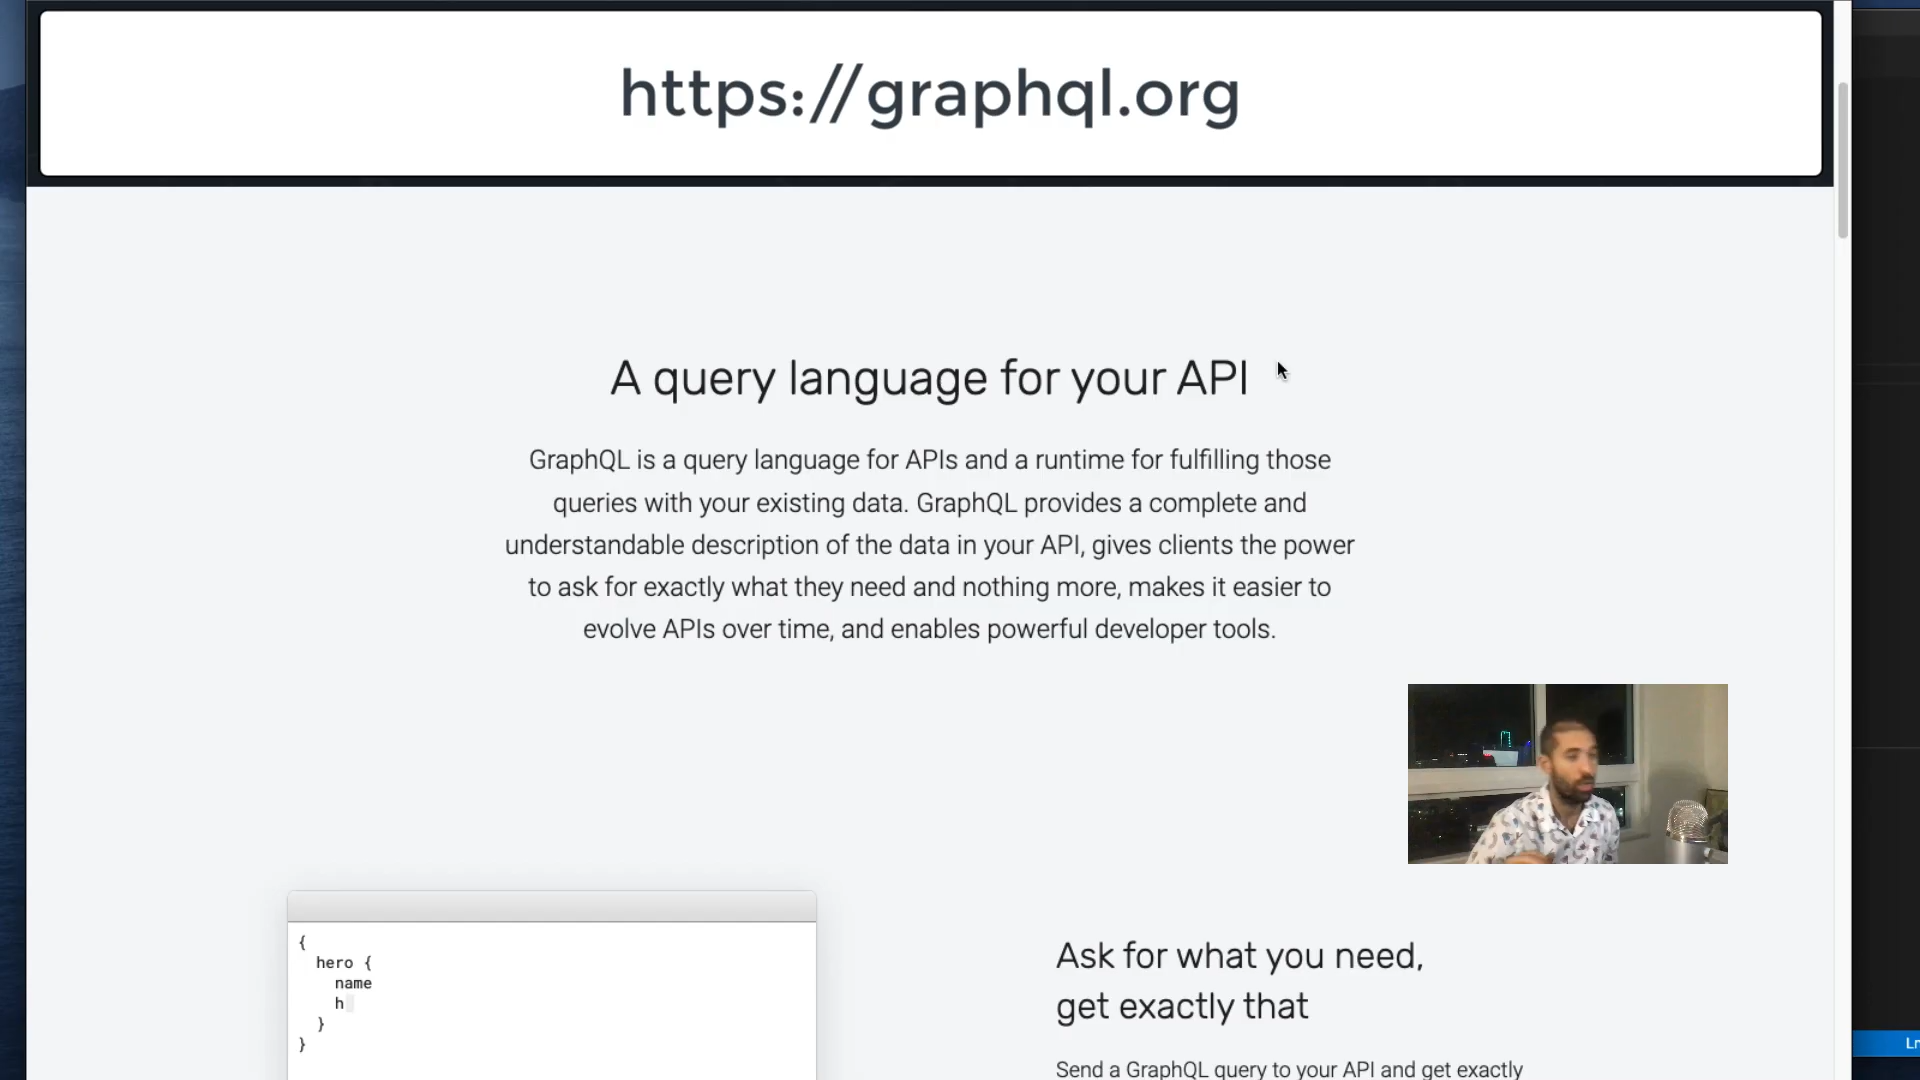 https://graphql.org
A query language for your API
GraphQL is a query language for APIs and a runtime for fulfilling those
queries with your existing data. GraphQL provides a complete and
understandable description of the data in your API, gives clients the power
to ask for exactly what they need and nothing more, makes it easier to
evolve APIs over time, and enables powerful developer tools.
{
hero {
name
h
}
}
Ask for what you need,
get exactly that
Send a GraphQL query to your API and get exactly